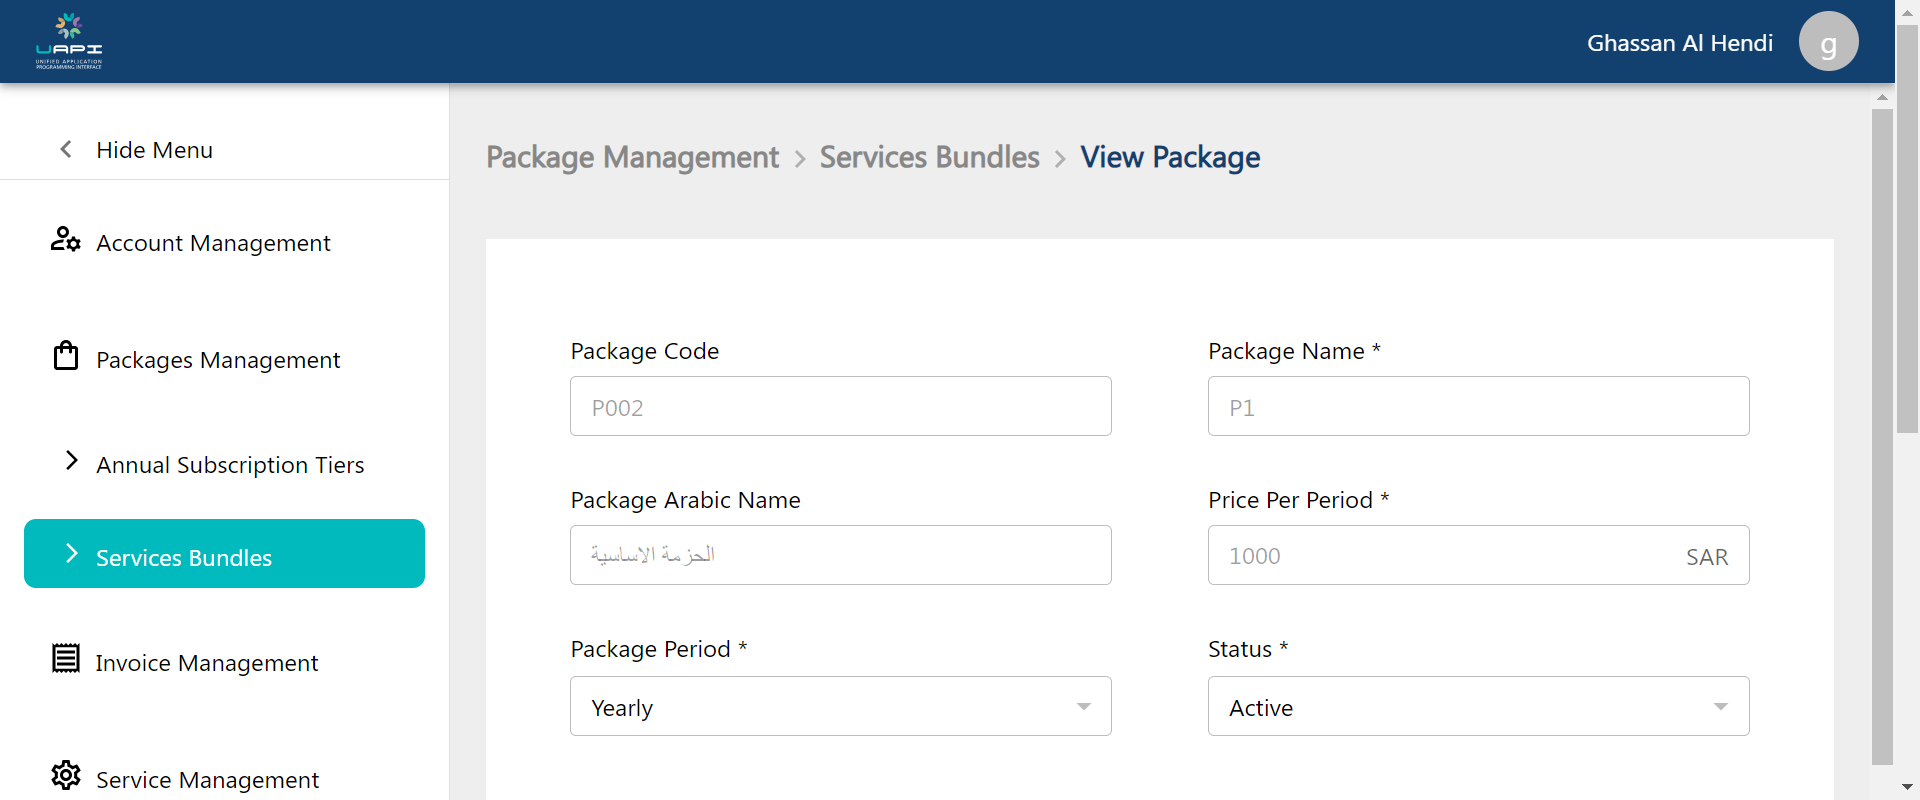 UAPI
UNIFIED APPLICATION
PROGRAMMING INTERFACE
Ghassan Al Hendi
g
Hide Menu
Account Management
Packages Management
Annual Subscription Tiers
Services Bundles
Invoice Management
Service Management
Package Management > Services Bundles > View Package
Package Code
P002
Package Name *
P1
Package Arabic Name
الحزمة الاساسية
Price Per Period *
1000 SAR
Package Period *
Yearly
Status *
Active